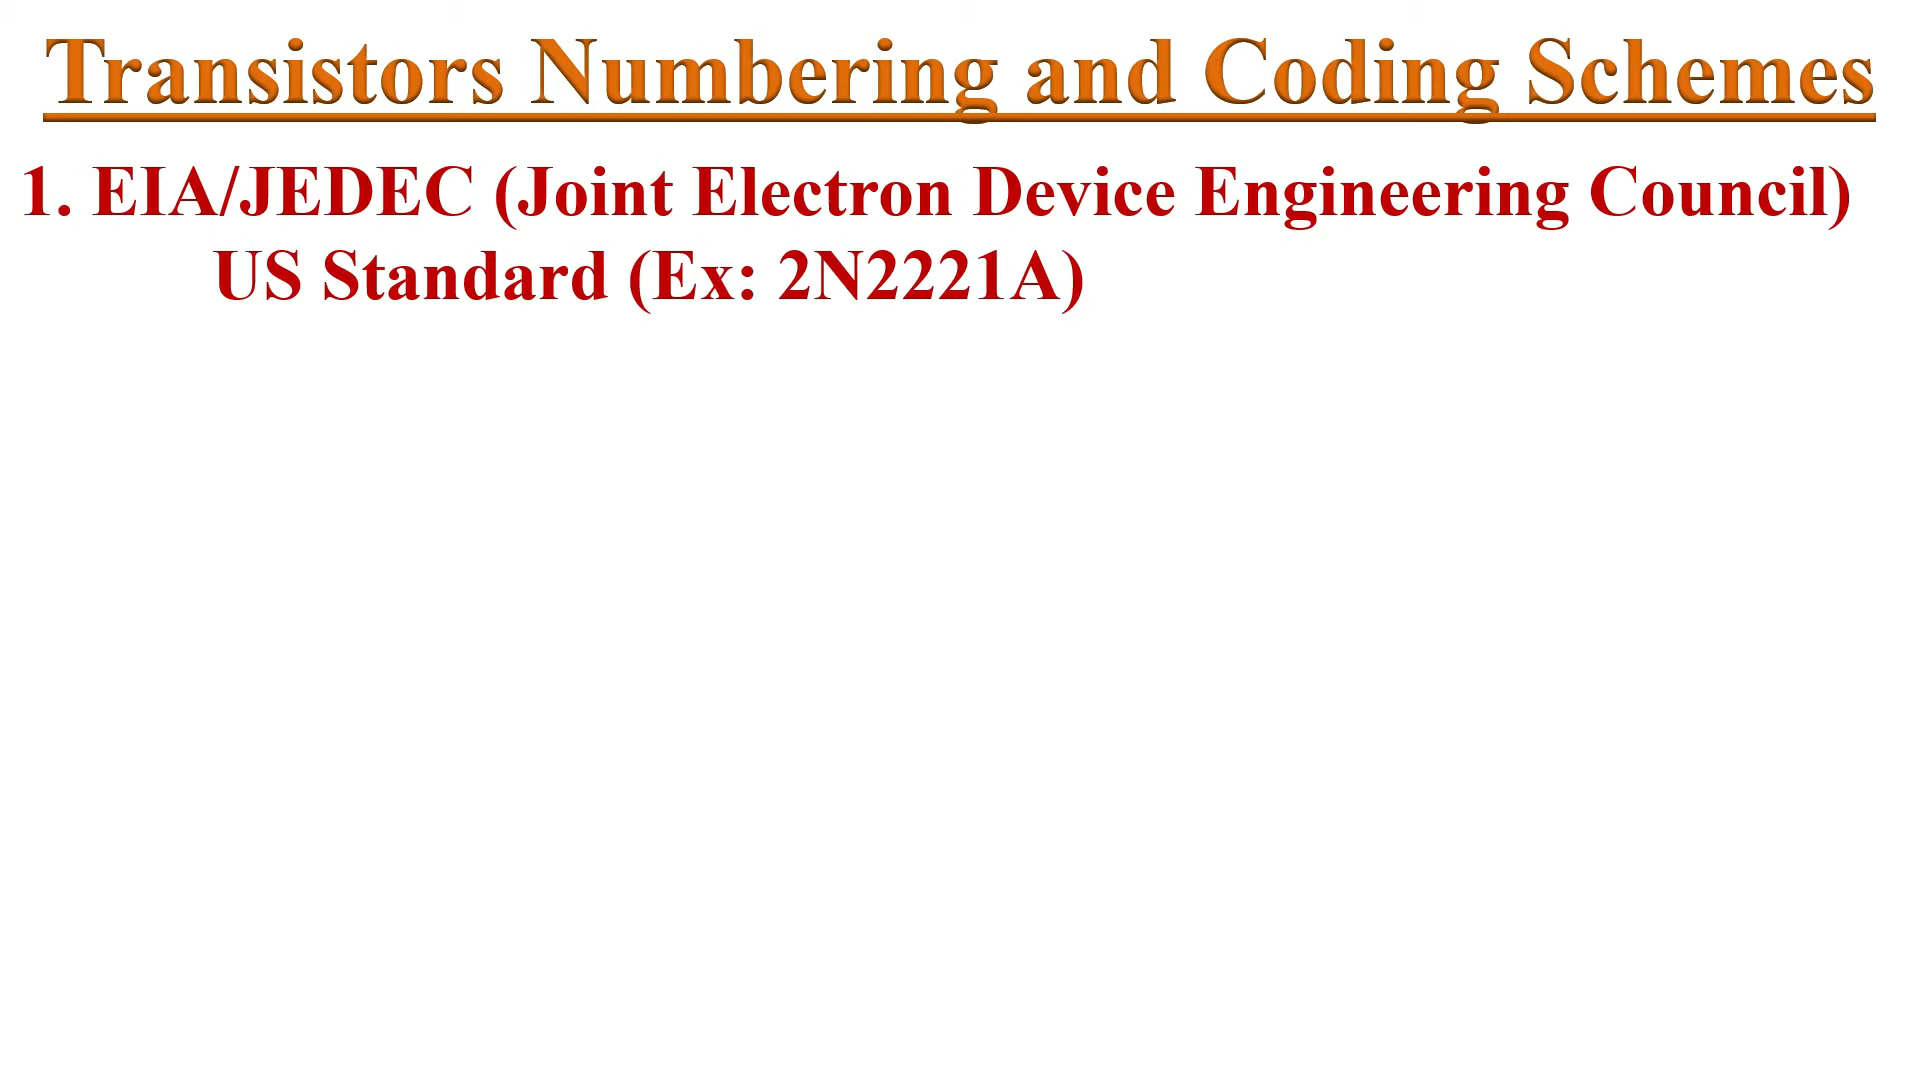 Transistors Numbering and Coding Schemes
1. EIA/JEDEC (Joint Electron Device Engineering Council)
US Standard (Ex: 2N2221A)